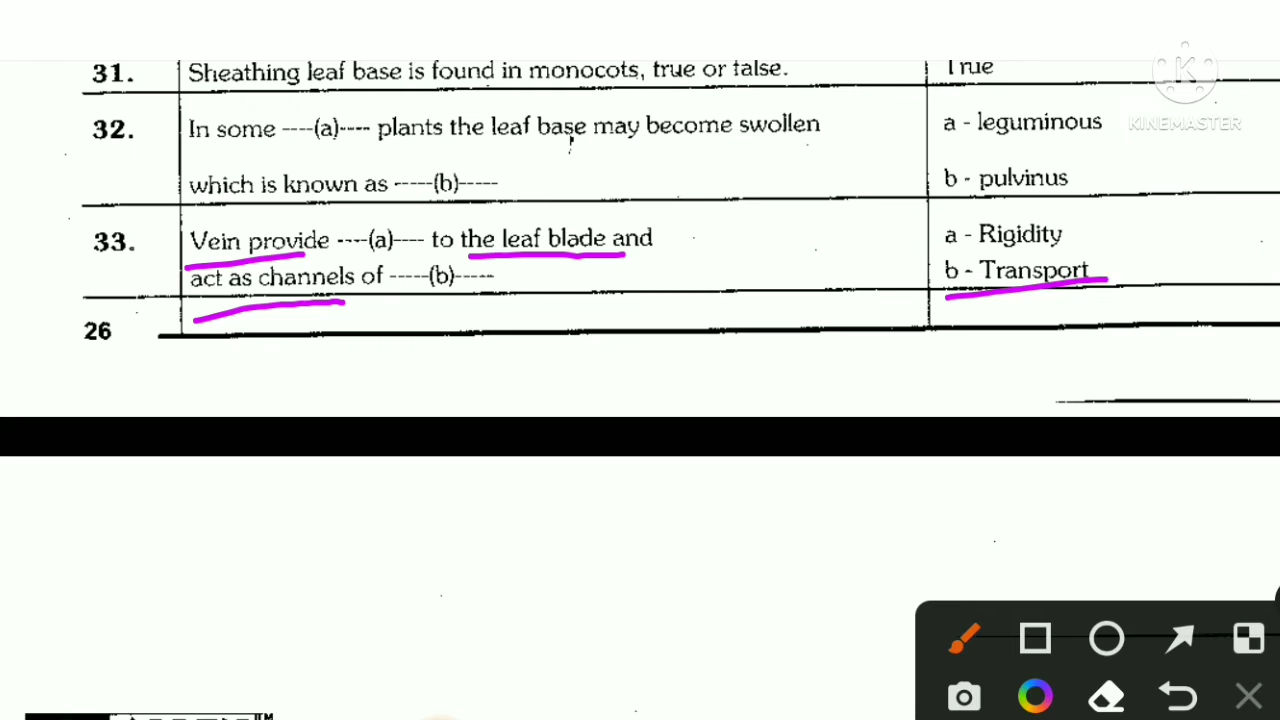 31. Sheathing leaf base is found in monocots, true or false. True
32. In some ----(a)---- plants the leaf base may become swollen a - leguminous
which is known as -----(b)----- b - pulvinus
33. Vein provide ----(a)---- to the leaf blade and a - Rigidity
act as channels of -----(b)----- b - Transport
26
KINEMASTER